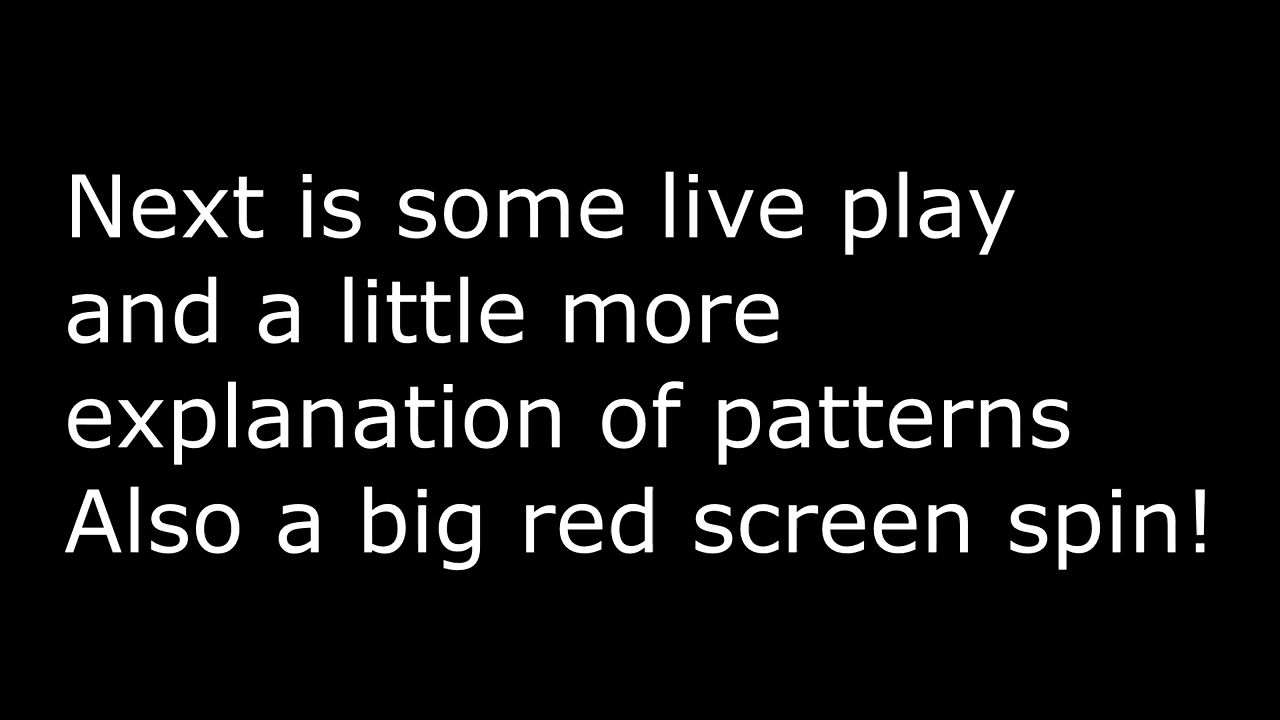 Next is some live play
and a little more
explanation of patterns
Also a big red screen spin!